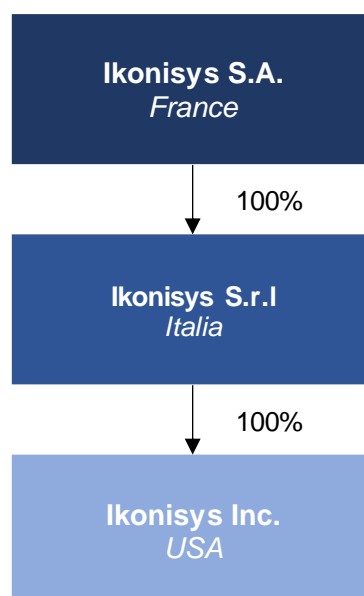 Ikonisys S.A.
France
100%
Ikonisys S.r.l
Italia
100%
Ikonisys Inc.
USA